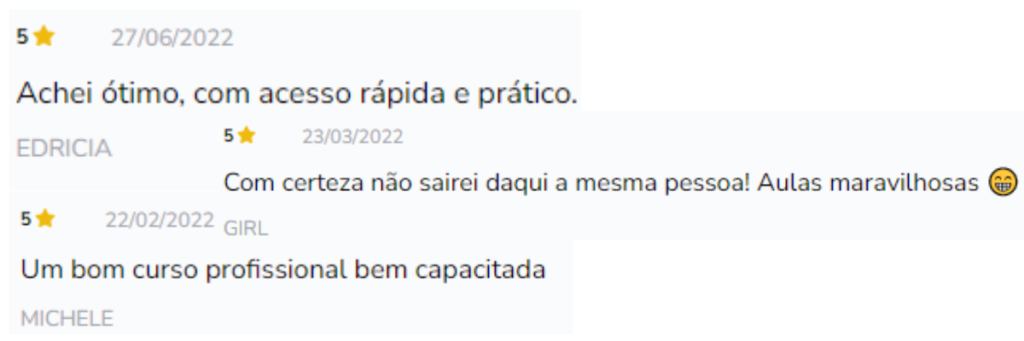 5 ⭐ 27/06/2022
Achei ótimo, com acesso rápida e prático.
EDRICIA
5 ⭐ 23/03/2022
Com certeza não sairei daqui a mesma pessoa! Aulas maravilhosas 😁
GIRL
5 ⭐ 22/02/2022
Um bom curso profissional bem capacitada
MICHELE